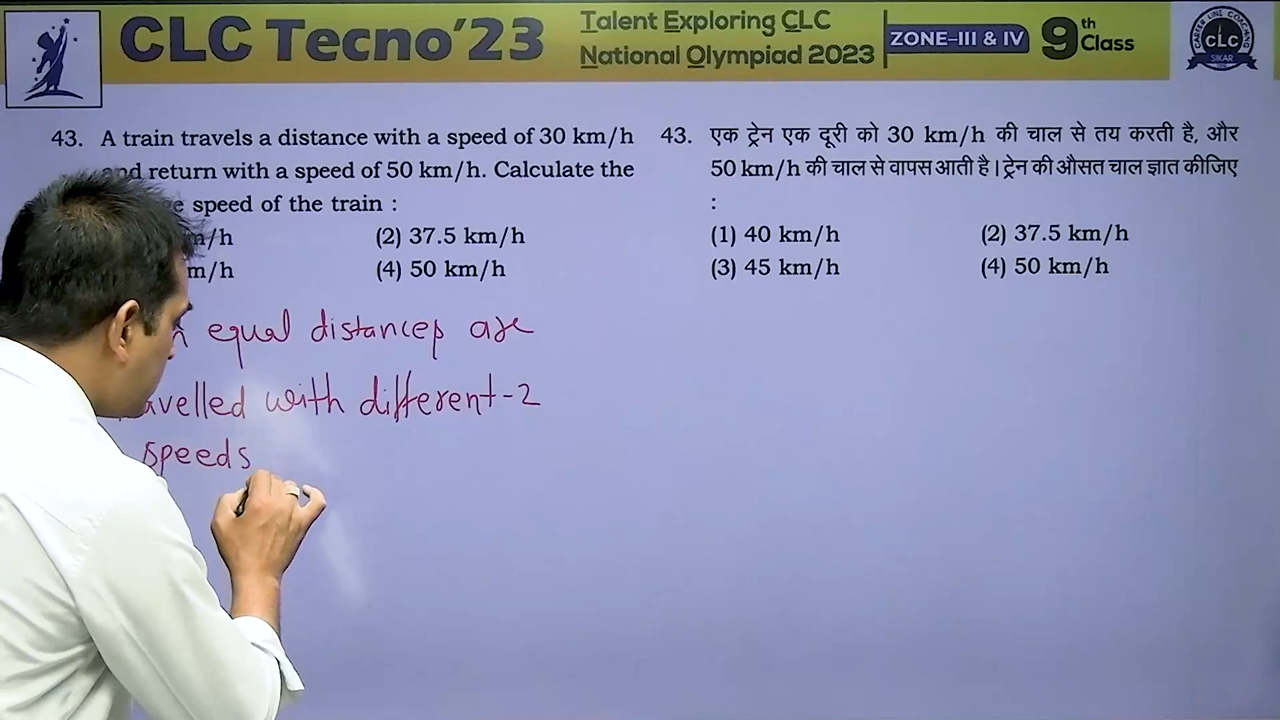 CLC Tecno'23
Talent Exploring CLC
National Olympiad 2023
ZONE–III & IV
9th
Class
CLC
SIKAR
43. A train travels a distance with a speed of 30 km/h
and return with a speed of 50 km/h. Calculate the
speed of the train :
(2) 37.5 km/h
(4) 50 km/h
43. एक ट्रेन एक दूरी को 30 km/h की चाल से तय करती है, और
50 km/h की चाल से वापस आती है। ट्रेन की औसत चाल ज्ञात कीजिए
:
(1) 40 km/h (2) 37.5 km/h
(3) 45 km/h (4) 50 km/h
equal distances are
travelled with different-2
speeds